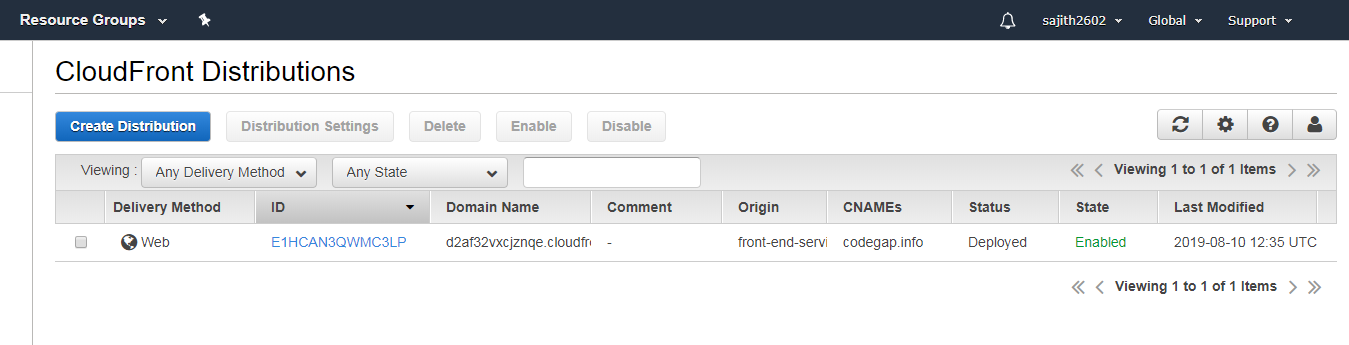 Resource Groups sajith2602 Global Support
CloudFront Distributions
Create Distribution Distribution Settings Delete Enable Disable
Viewing : Any Delivery Method Any State Viewing 1 to 1 of 1 Items
Delivery Method ID Domain Name Comment Origin CNAMEs Status State Last Modified
Web E1HCAN3QWMC3LP d2af32vxcjznqe.cloudfr - front-end-servi codegap.info Deployed Enabled 2019-08-10 12:35 UTC
Viewing 1 to 1 of 1 Items